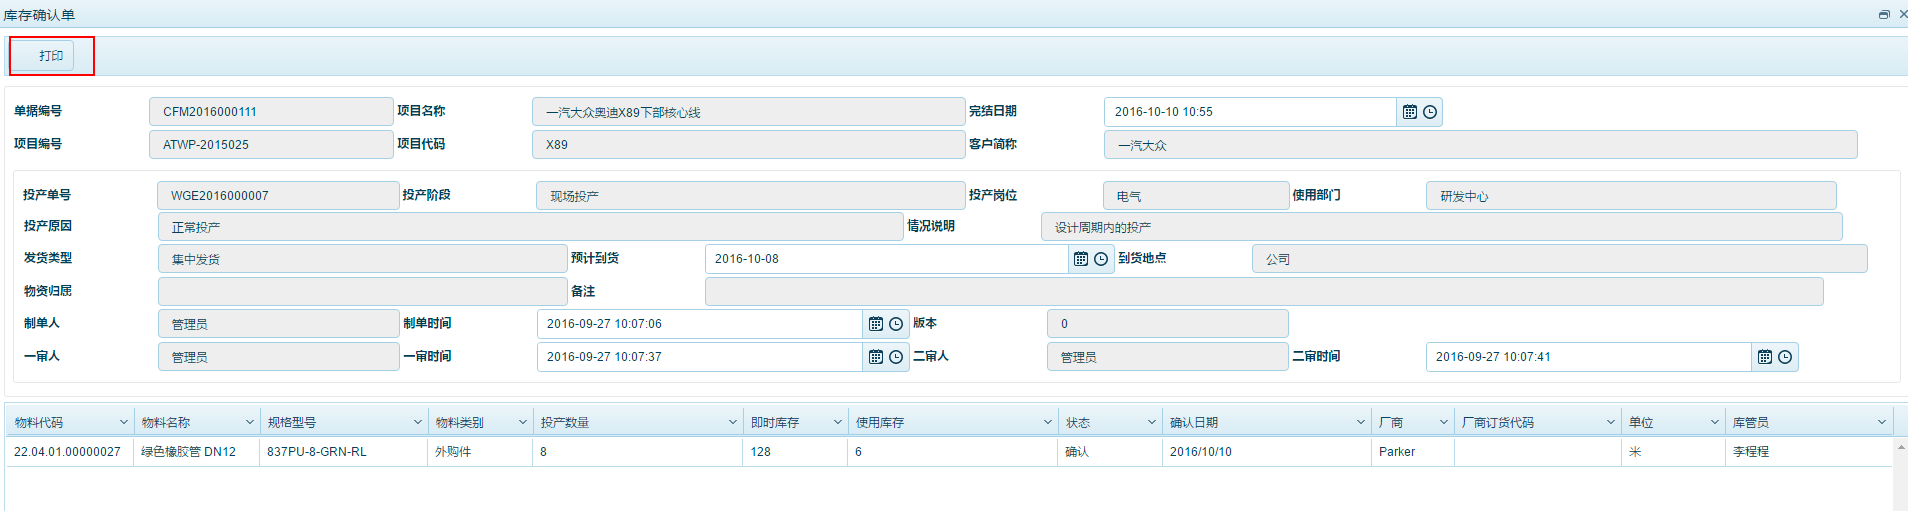 库存确认单
打印
单据编号 CFM2016000111 项目名称 一汽大众奥迪X89下部核心线 完结日期 2016-10-10 10:55
项目编号 ATWP-2015025 项目代码 X89 客户简称 一汽大众
投产单号 WGE2016000007 投产阶段 现场投产 投产岗位 电气 使用部门 研发中心
投产原因 正常投产 情况说明 设计周期内的投产
发货类型 集中发货 预计到货 2016-10-08 到货地点 公司
物资归属 备注
制单人 管理员 制单时间 2016-09-27 10:07:06 版本 0
一审人 管理员 一审时间 2016-09-27 10:07:37 二审人 管理员 二审时间 2016-09-27 10:07:41
物料代码 物料名称 规格型号 物料类别 投产数量 即时库存 使用库存 状态 确认日期 厂商 厂商订货代码 单位 库管员
22.04.01.00000027 绿色橡胶管 DN12 837PU-8-GRN-RL 外购件 8 128 6 确认 2016/10/10 Parker 米 李程程